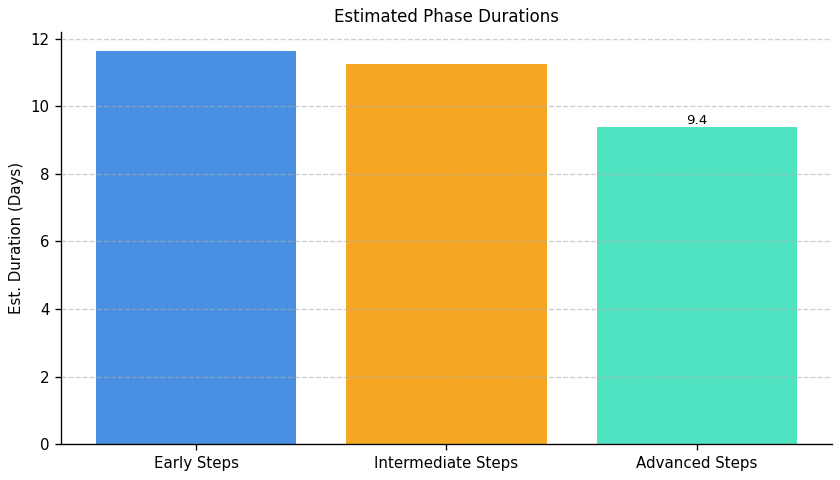 Estimated Phase Durations
Est. Duration (Days)
12
10
8
6
4
2
0
9.4
Early Steps
Intermediate Steps
Advanced Steps